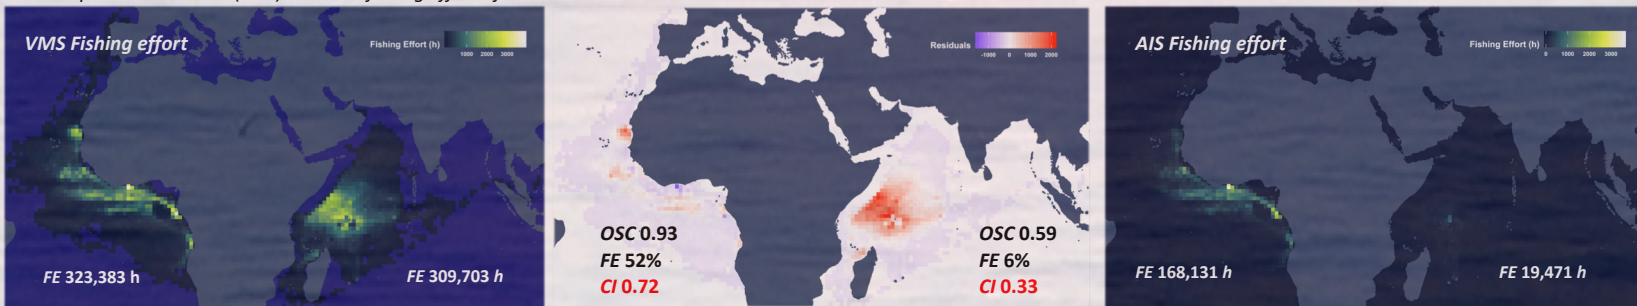 VMS Fishing effort
Fishing Effort (h)
1000 2000 3000
FE 323,383 h
FE 309,703 h
Residuals
-1000 0 1000 2000
OSC 0.93
FE 52%
CI 0.72
OSC 0.59
FE 6%
CI 0.33
AIS Fishing effort
Fishing Effort (h)
0 1000 2000 3000
FE 168,131 h
FE 19,471 h